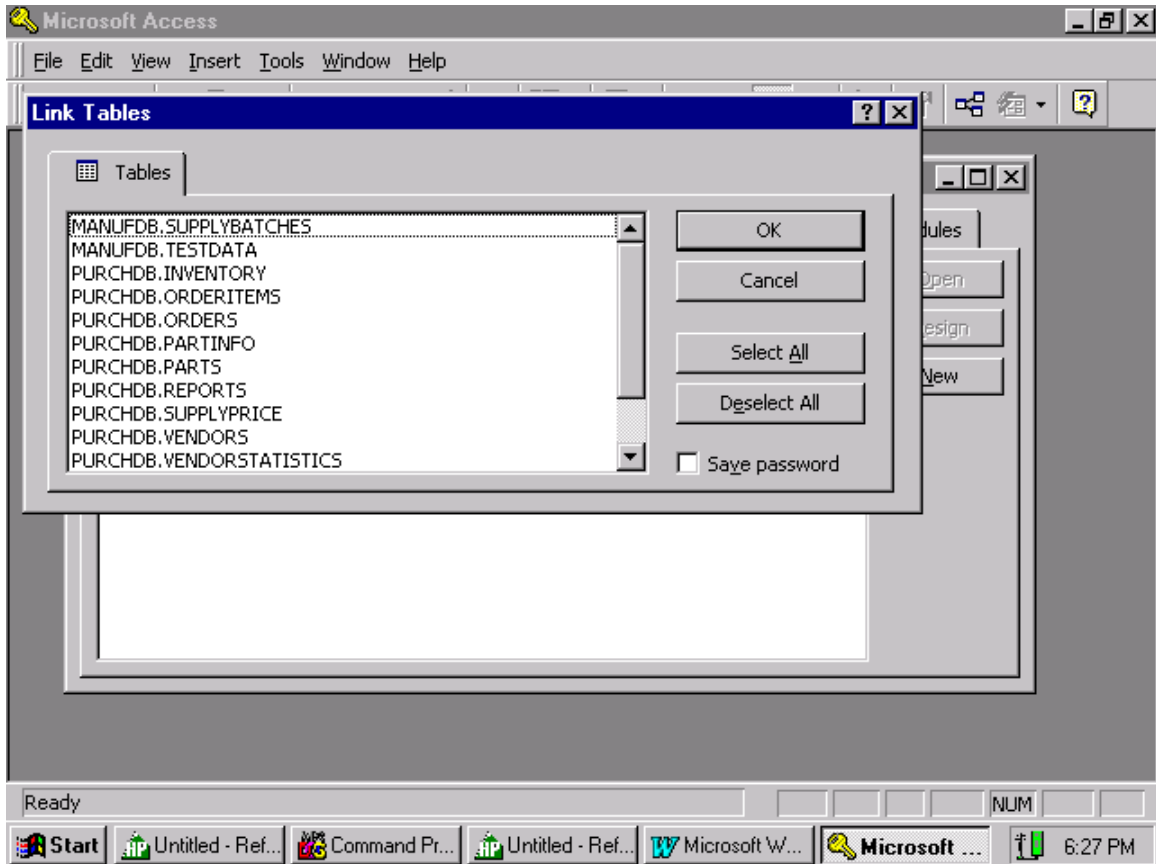 Microsoft Access
File Edit View Insert Tools Window Help
Link Tables
Tables
MANUFDB.SUPPLYBATCHES
MANUFDB.TESTDATA
PURCHDB.INVENTORY
PURCHDB.ORDERITEMS
PURCHDB.ORDERS
PURCHDB.PARTINFO
PURCHDB.PARTS
PURCHDB.REPORTS
PURCHDB.SUPPLYPRICE
PURCHDB.VENDORS
PURCHDB.VENDORSTATISTICS
OK
Cancel
Select All
Deselect All
Save password
dules
Open
esign
New
Ready
NUM
Start Untitled - Ref... Command Pr... Untitled - Ref... Microsoft W... Microsoft ... 6:27 PM